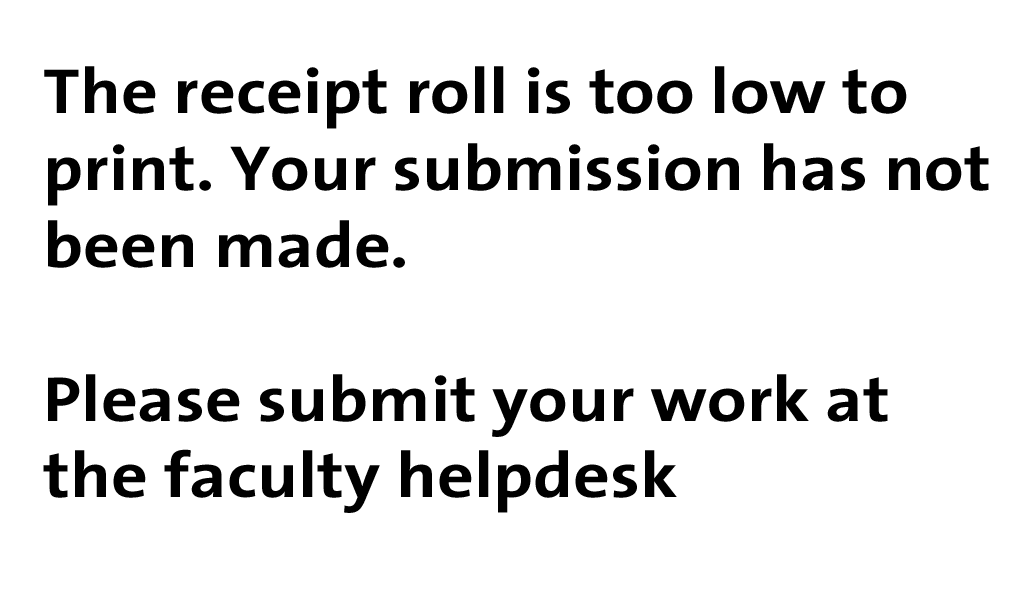 The receipt roll is too low to
print. Your submission has not
been made.
Please submit your work at
the faculty helpdesk